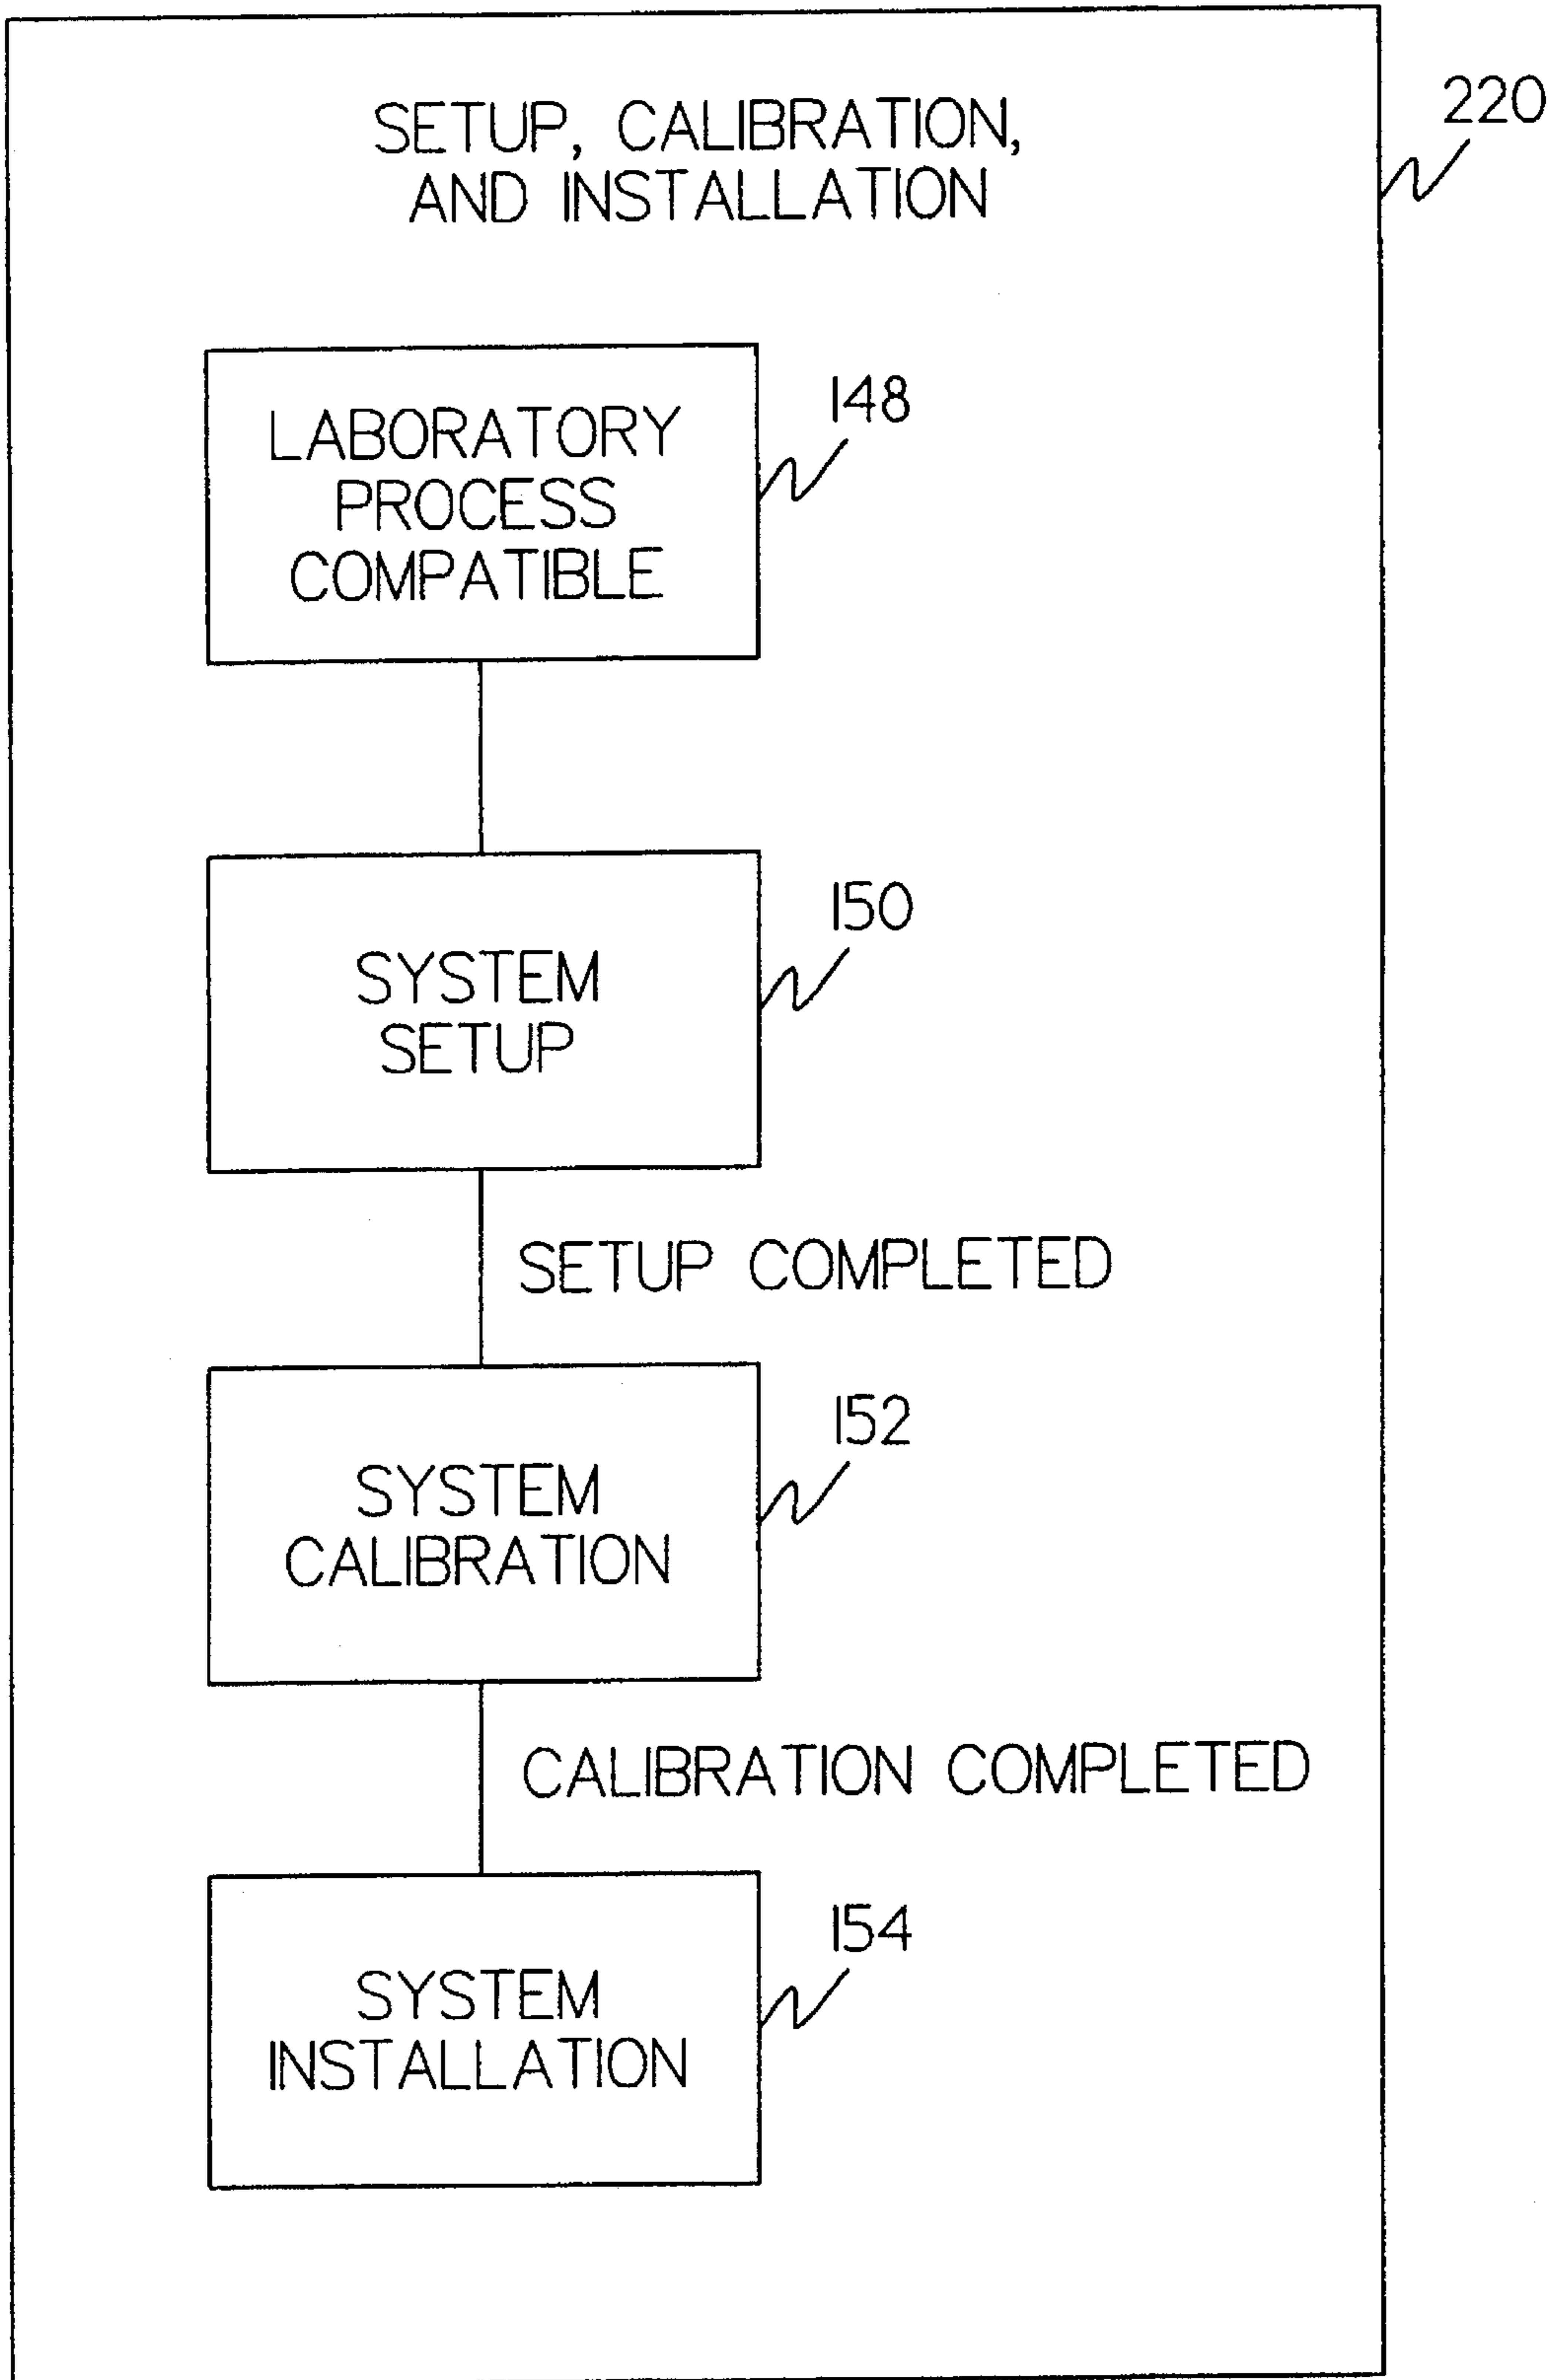 220
SETUP, CALIBRATION,
AND INSTALLATION
148
LABORATORY
PROCESS
COMPATIBLE
150
SYSTEM
SETUP
SETUP COMPLETED
152
SYSTEM
CALIBRATION
CALIBRATION COMPLETED
154
SYSTEM
INSTALLATION